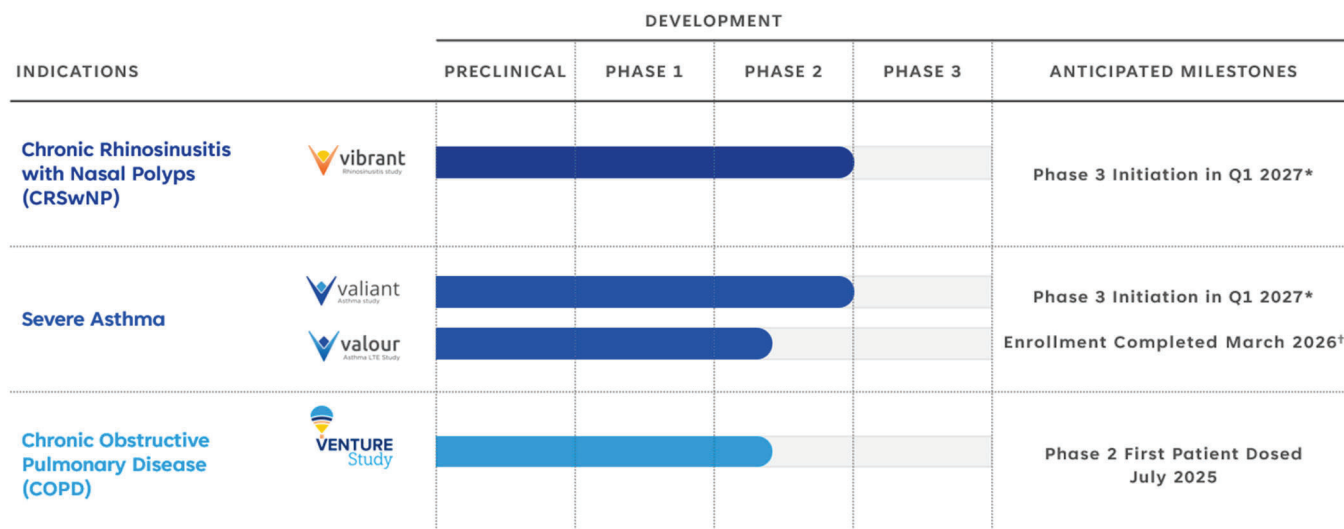 DEVELOPMENT
INDICATIONS PRECLINICAL PHASE 1 PHASE 2 PHASE 3 ANTICIPATED MILESTONES
Chronic Rhinosinusitis
with Nasal Polyps
(CRSwNP)
vibrant
Rhinosinusitis study
Phase 3 Initiation in Q1 2027*
Severe Asthma
valiant
Asthma study
Phase 3 Initiation in Q1 2027*
valour
Asthma LTE Study
Enrollment Completed March 2026†
Chronic Obstructive
Pulmonary Disease
(COPD)
VENTURE
Study
Phase 2 First Patient Dosed
July 2025